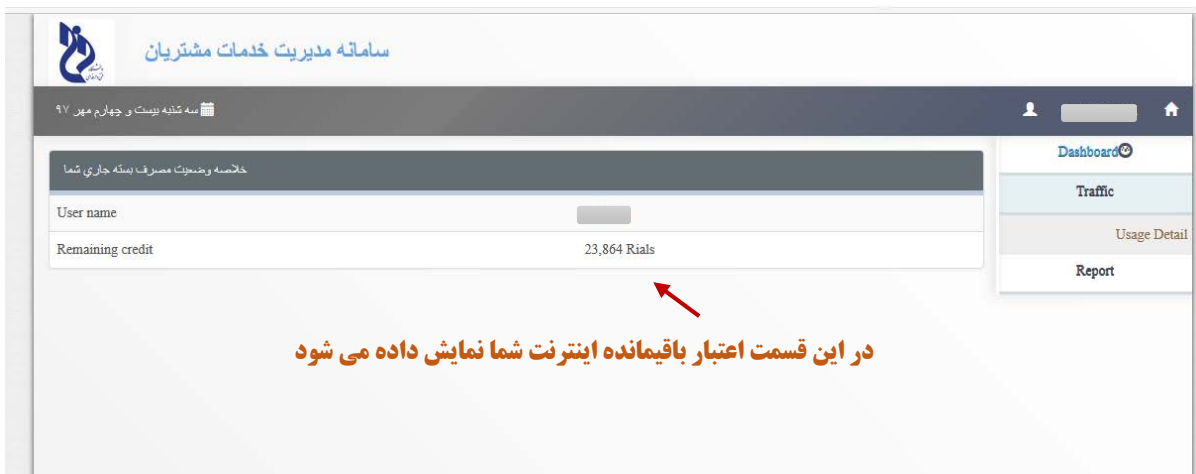 سامانه مدیریت خدمات مشتریان
سه شنبه بیست و چهارم مهر ۹۷
Dashboard
Traffic
Usage Detail
Report
خلاصه وضعیت مصرف بسته جاري شما
User name
Remaining credit 23,864 Rials
در این قسمت اعتبار باقیمانده اینترنت شما نمایش داده می شود